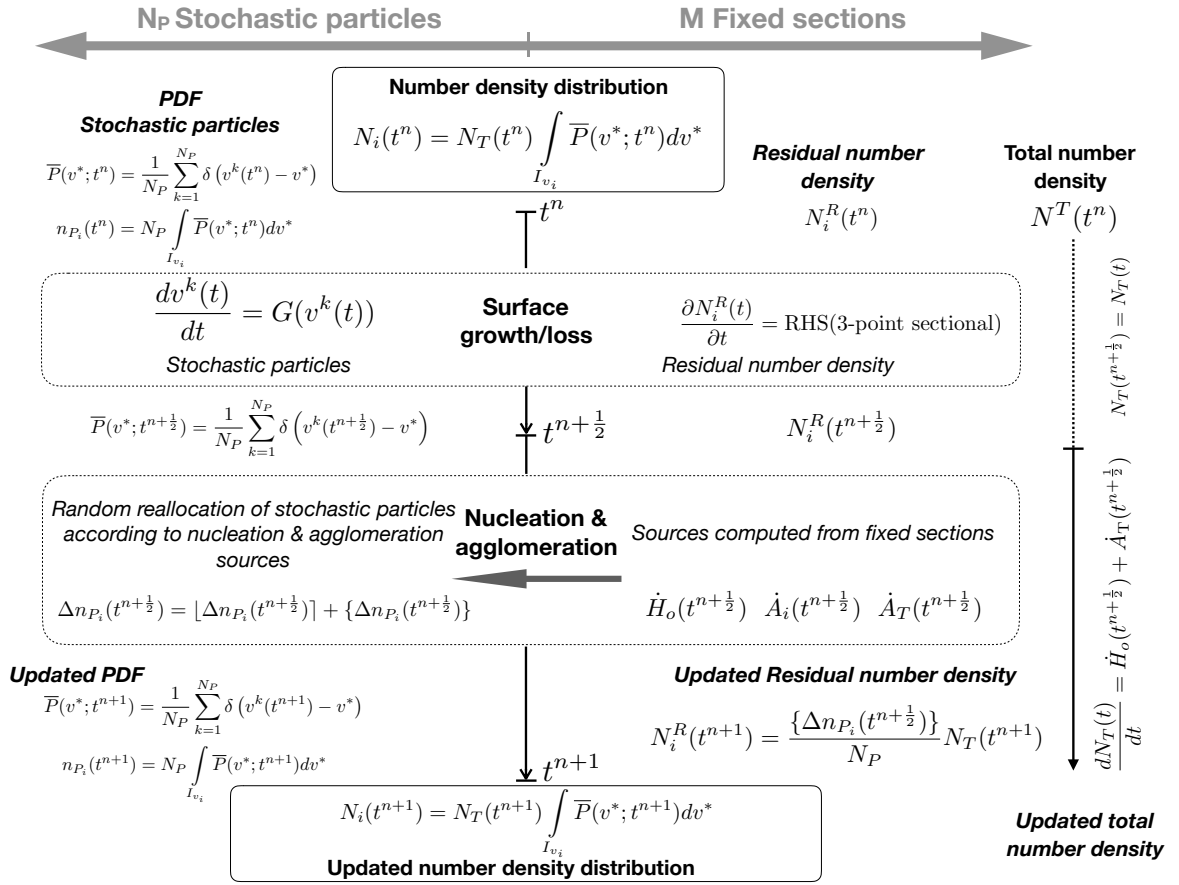 N_P Stochastic particles
M Fixed sections
PDF
Stochastic particles
\overline{P}(v^*; t^n) = \frac{1}{N_P} \sum_{k=1}^{N_P} \delta \left( v^k(t^n) - v^* \right)
n_{P_i}(t^n) = N_P \int_{I_{v_i}} \overline{P}(v^*; t^n) dv^*
Number density distribution
N_i(t^n) = N_T(t^n) \int_{I_{v_i}} \overline{P}(v^*; t^n) dv^*
t^n
Residual number
density
N_i^R(t^n)
Total number
density
N^T(t^n)
N_T(t^{n+\frac{1}{2}}) = N_T(t)
\frac{dv^k(t)}{dt} = G(v^k(t))
Stochastic particles
Surface
growth/loss
\frac{\partial N_i^R(t)}{\partial t} = RHS(3-point sectional)
Residual number density
\overline{P}(v^*; t^{n+\frac{1}{2}}) = \frac{1}{N_P} \sum_{k=1}^{N_P} \delta \left( v^k(t^{n+\frac{1}{2}}) - v^* \right)
t^{n+\frac{1}{2}}
N_i^R(t^{n+\frac{1}{2}})
Random reallocation of stochastic particles
according to nucleation & agglomeration
sources
\Delta n_{P_i}(t^{n+\frac{1}{2}}) = \lfloor \Delta n_{P_i}(t^{n+\frac{1}{2}}) \rceil + \{ \Delta n_{P_i}(t^{n+\frac{1}{2}}) \}
Nucleation &
agglomeration
Sources computed from fixed sections
\dot{H}_o(t^{n+\frac{1}{2}}) \dot{A}_i(t^{n+\frac{1}{2}}) \dot{A}_T(t^{n+\frac{1}{2}})
\frac{dN_T(t)}{dt} = \dot{H}_o(t^{n+\frac{1}{2}}) + \dot{A}_T(t^{n+\frac{1}{2}})
Updated PDF
\overline{P}(v^*; t^{n+1}) = \frac{1}{N_P} \sum_{k=1}^{N_P} \delta \left( v^k(t^{n+1}) - v^* \right)
n_{P_i}(t^{n+1}) = N_P \int_{I_{v_i}} \overline{P}(v^*; t^{n+1}) dv^*
t^{n+1}
Updated Residual number density
N_i^R(t^{n+1}) = \frac{\{ \Delta n_{P_i}(t^{n+\frac{1}{2}}) \}}{N_P} N_T(t^{n+1})
N_i(t^{n+1}) = N_T(t^{n+1}) \int_{I_{v_i}} \overline{P}(v^*; t^{n+1}) dv^*
Updated number density distribution
Updated total
number density